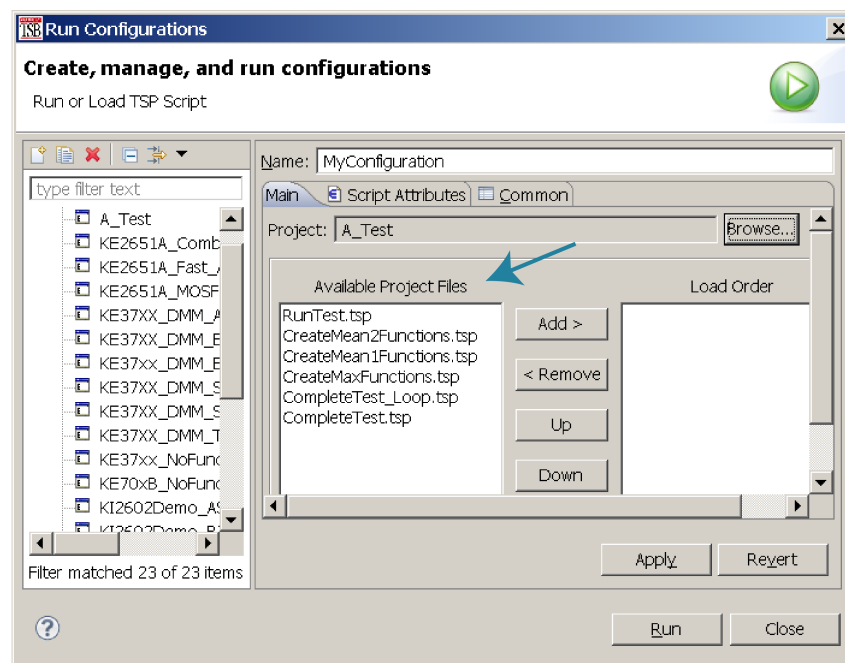 TSB Run Configurations
Create, manage, and run configurations
Run or Load TSP Script
type filter text
A_Test
KE2651A_Comb
KE2651A_Fast_
KE2651A_MOSF
KE37XX_DMM_
KE37XX_DMM_
KE37xx_DMM_
KE37XX_DMM_S
KE37XX_DMM_S
KE37XX_DMM_T
KE37xx_NoFunc
KE70xB_NoFunc
KI2602Demo_AS
Filter matched 23 of 23 items
Name: MyConfiguration
Main Script Attributes Common
Project: A_Test Browse...
Available Project Files
RunTest.tsp
CreateMean2Functions.tsp
CreateMean1Functions.tsp
CreateMaxFunctions.tsp
CompleteTest_Loop.tsp
CompleteTest.tsp
Add >
< Remove
Up
Down
Load Order
Apply Revert
? Run Close